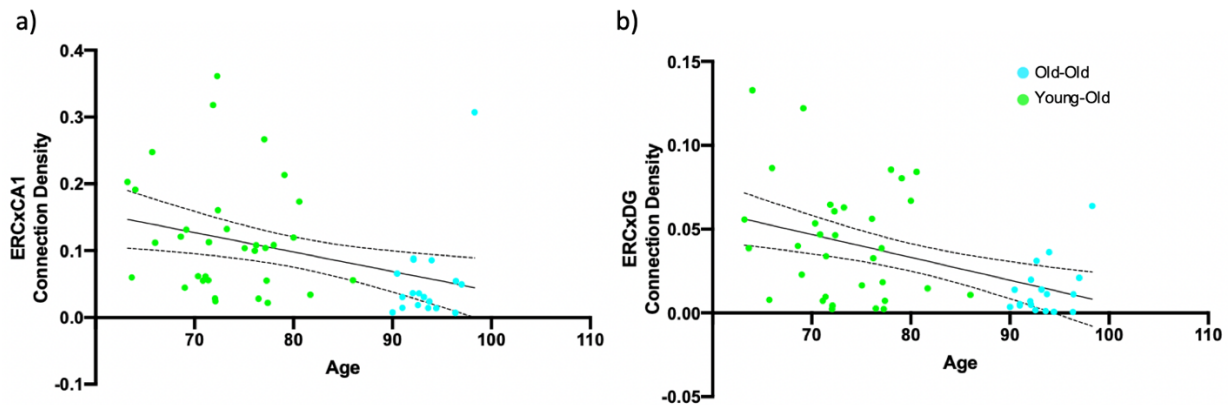 a)
ERCxCA1
Connection Density
0.4
0.3
0.2
0.1
0.0
-0.1
70
80
90
100
110
Age
b)
ERCxDG
Connection Density
0.15
0.10
0.05
0.00
-0.05
70
80
90
100
110
Age
Old-Old
Young-Old